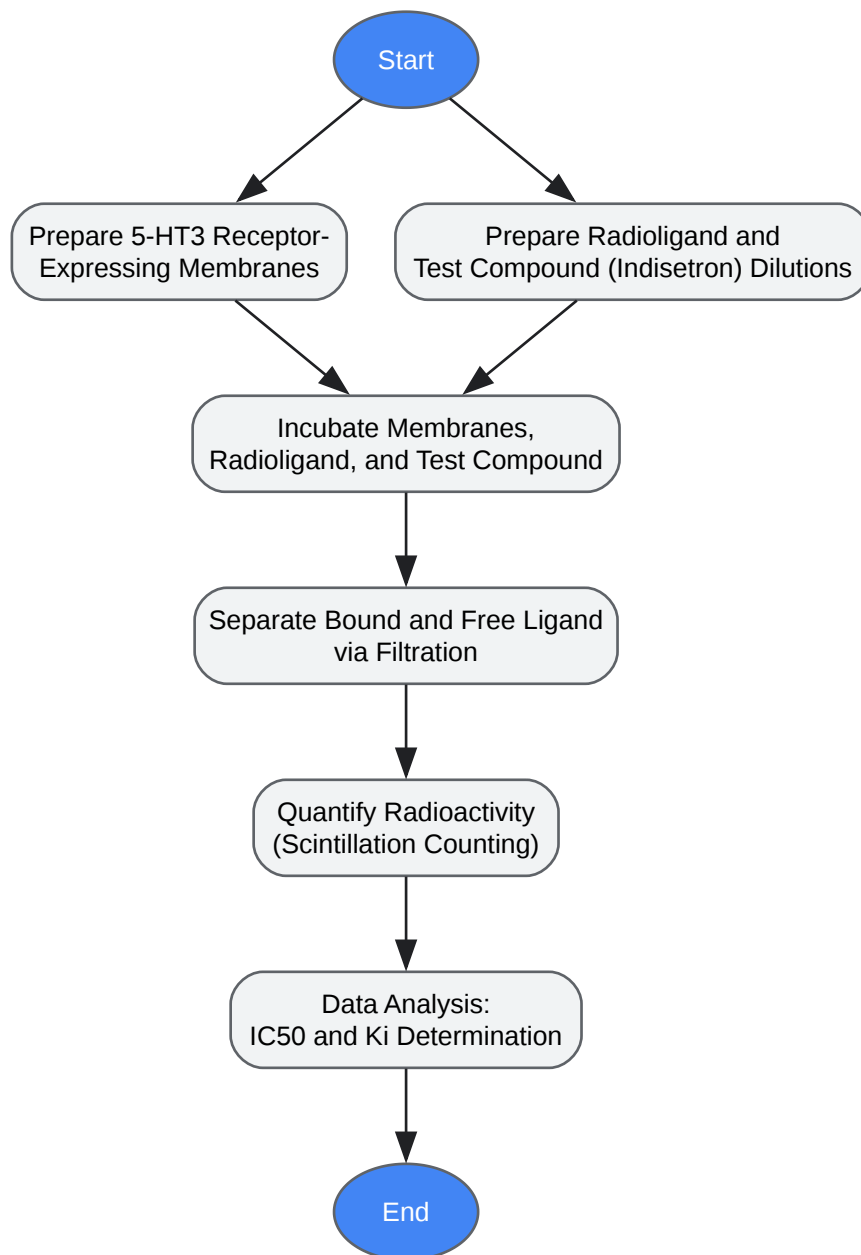 Start
Prepare 5-HT3 Receptor-
Expressing Membranes
Prepare Radioligand and
Test Compound (Indisetron) Dilutions
Incubate Membranes,
Radioligand, and Test Compound
Separate Bound and Free Ligand
via Filtration
Quantify Radioactivity
(Scintillation Counting)
Data Analysis:
IC50 and Ki Determination
End